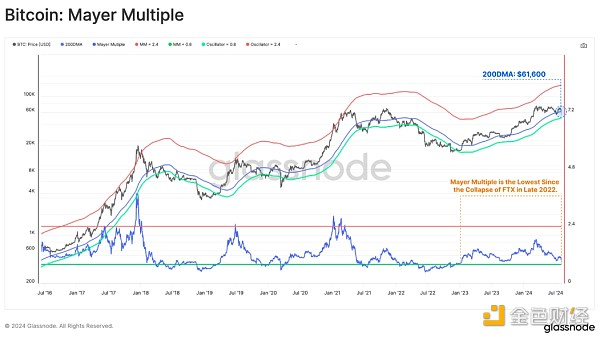 Bitcoin: Mayer Multiple
BTC: Price [USD] 200DMA Mayer Multiple MM = 2.4 MM = 0.8 Oscillator = 0.8 Oscillator = 2.4
200DMA: $61,600
100K
60K
20K
8K
4K
1K
600
200
7.2
4.8
2.4
0
glassnode
Mayer Multiple is the Lowest Since
the Collapse of FTX in Late 2022.
Jul '16 Jan '17 Jul '17 Jan '18 Jul '18 Jan '19 Jul '19 Jan '20 Jul '20 Jan '21 Jul '21 Jan '22 Jul '22 Jan '23 Jul '23 Jan '24 Jul '24
© 2024 Glassnode. All Rights Reserved.
glassnode
金色财经